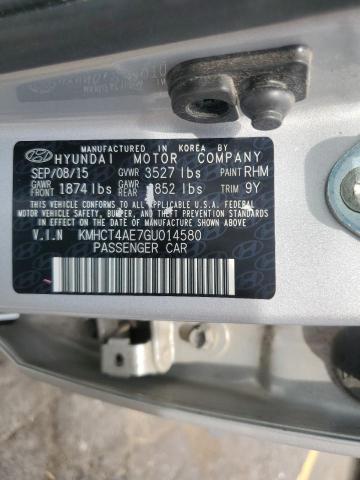 MANUFACTURED IN KOREA BY
HYUNDAI MOTOR COMPANY
SEP/08/15 GVWR 3527 lbs PAINT RHM
GAWR FRONT 1874 lbs GAWR REAR 1852 lbs TRIM 9Y
THIS VEHICLE CONFORMS TO ALL APPLICABLE U.S. FEDERAL
MOTOR VEHICLE SAFETY, BUMPER, AND THEFT PREVENTION
STANDARDS IN EFFECT ON THE DATE OF MANUFACTURE SHOWN ABOVE.
V.I.N KMHCT4AE7GU014580
PASSENGER CAR